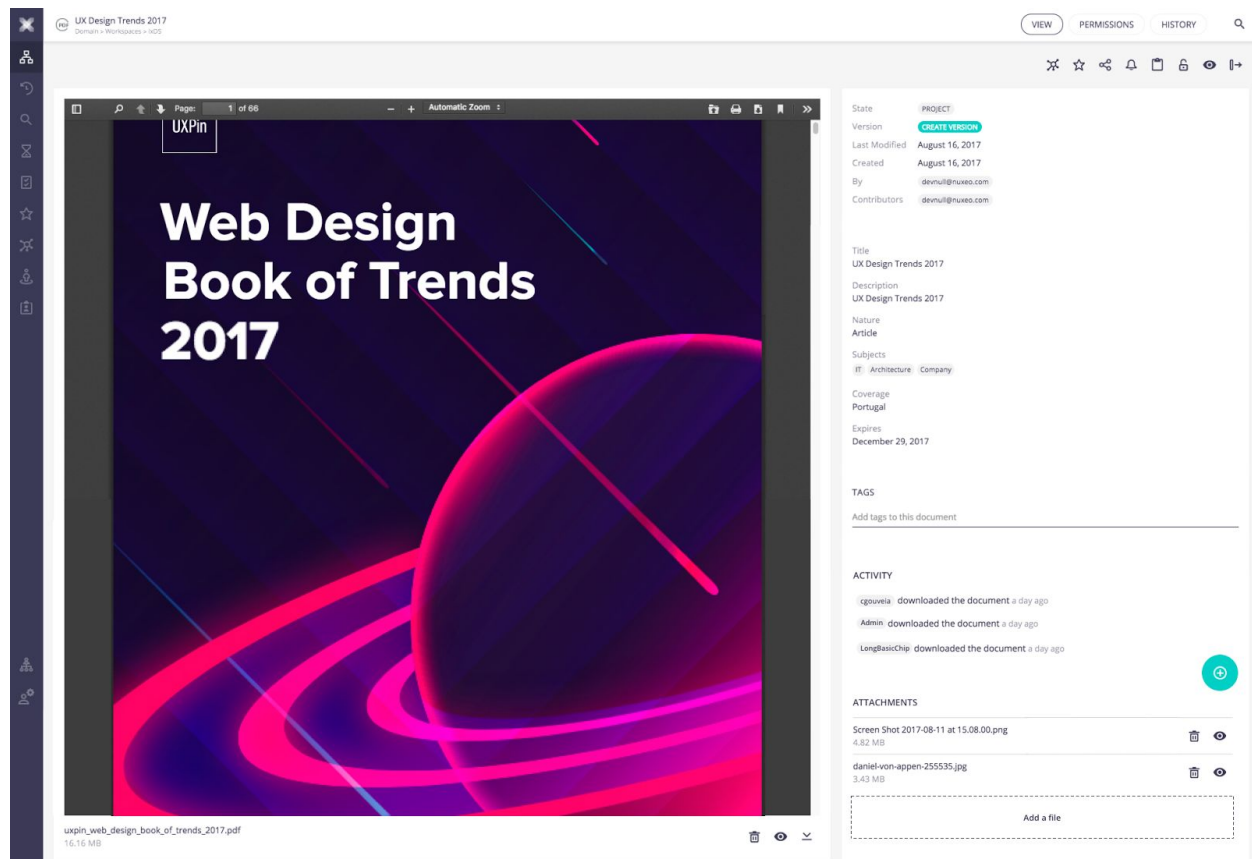 UX Design Trends 2017
Domain > Workspaces > IxDS
VIEW PERMISSIONS HISTORY
Page: 1 of 66 Automatic Zoom
UXPin
Web Design
Book of Trends
2017
uxpin_web_design_book_of_trends_2017.pdf
16.16 MB
State PROJECT
Version CREATE VERSION
Last Modified August 16, 2017
Created August 16, 2017
By devnull@nuxeo.com
Contributors devnull@nuxeo.com
Title
UX Design Trends 2017
Description
UX Design Trends 2017
Nature
Article
Subjects
IT Architecture Company
Coverage
Portugal
Expires
December 29, 2017
TAGS
Add tags to this document
ACTIVITY
cgouveia downloaded the document a day ago
Admin downloaded the document a day ago
LongBasicChip downloaded the document a day ago
ATTACHMENTS
Screen Shot 2017-08-11 at 15.08.00.png
4.82 MB
daniel-von-appen-255535.jpg
3.43 MB
Add a file